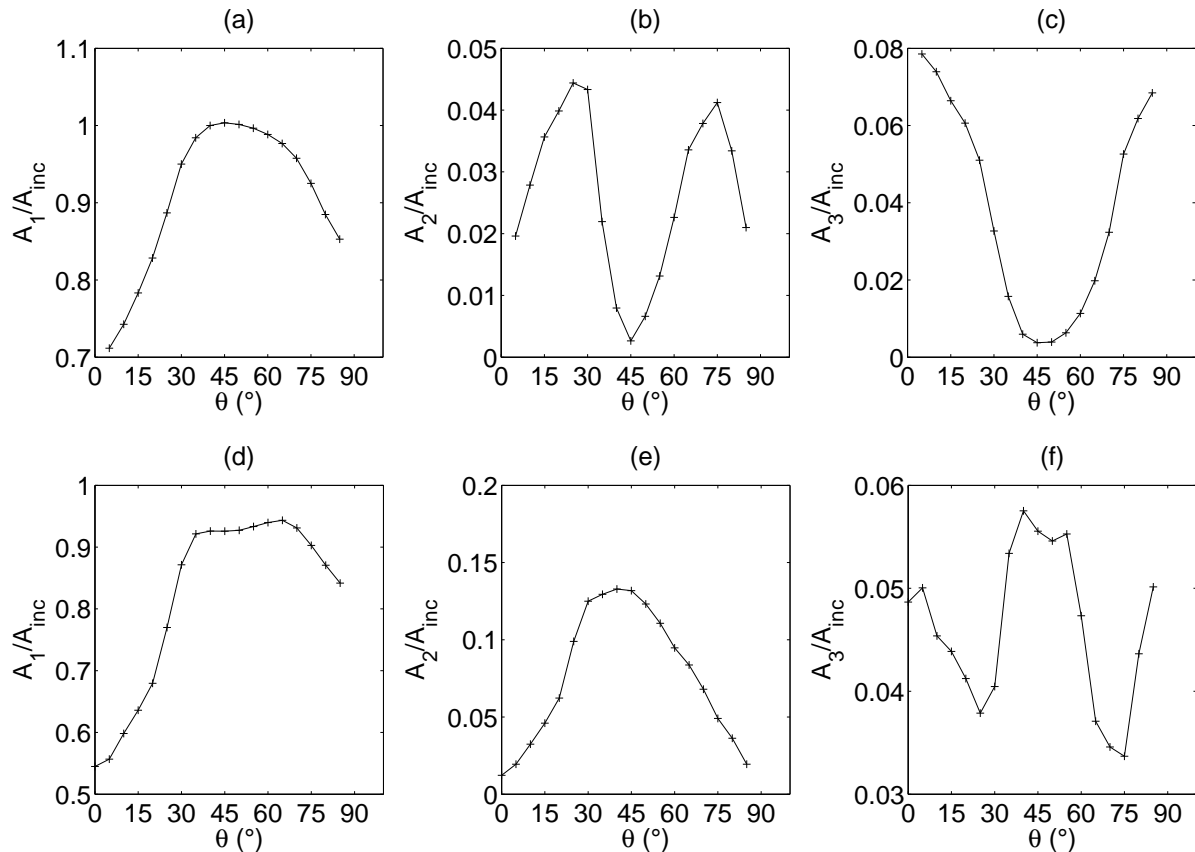 (a)
A1/Ainc
1.1
1
0.9
0.8
0.7
0 15 30 45 60 75 90
θ (°)
(b)
A2/Ainc
0.05
0.04
0.03
0.02
0.01
0
0 15 30 45 60 75 90
θ (°)
(c)
A3/Ainc
0.08
0.06
0.04
0.02
0
0 15 30 45 60 75 90
θ (°)
(d)
A1/Ainc
1
0.9
0.8
0.7
0.6
0.5
0 15 30 45 60 75 90
θ (°)
(e)
A2/Ainc
0.2
0.15
0.1
0.05
0
0 15 30 45 60 75 90
θ (°)
(f)
A3/Ainc
0.06
0.05
0.04
0.03
0 15 30 45 60 75 90
θ (°)